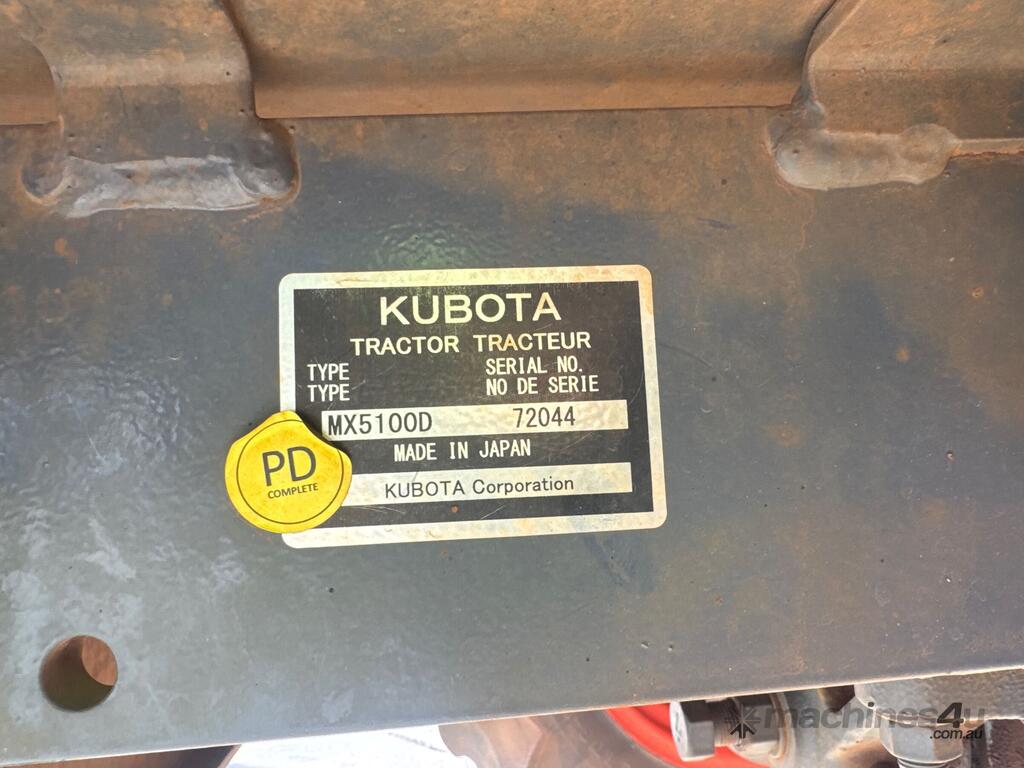 KUBOTA
TRACTOR TRACTEUR
TYPE SERIAL NO.
TYPE NO DE SERIE
MX5100D 72044
MADE IN JAPAN
KUBOTA Corporation
PD
COMPLETE
machines4u
.com.au